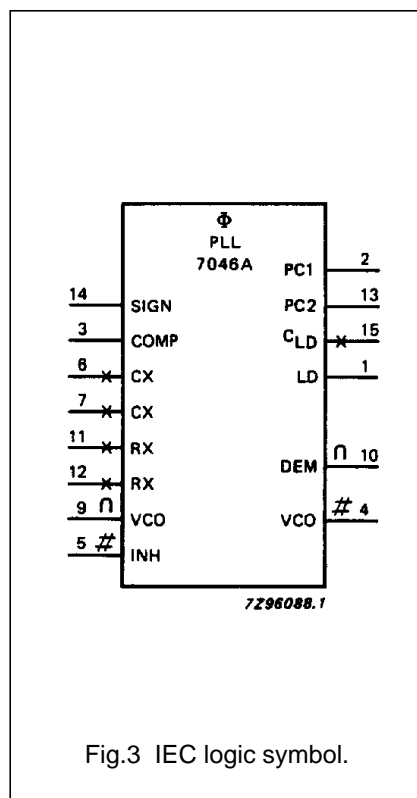 Φ
PLL
7046A
PC1 2
14 SIGN
PC2 13
3 COMP
CLD 15
6 CX
LD 1
7 CX
11 RX
DEM ∩ 10
12 RX
9 ∩ VCO
VCO # 4
5 # INH
7Z96088.1
Fig.3 IEC logic symbol.